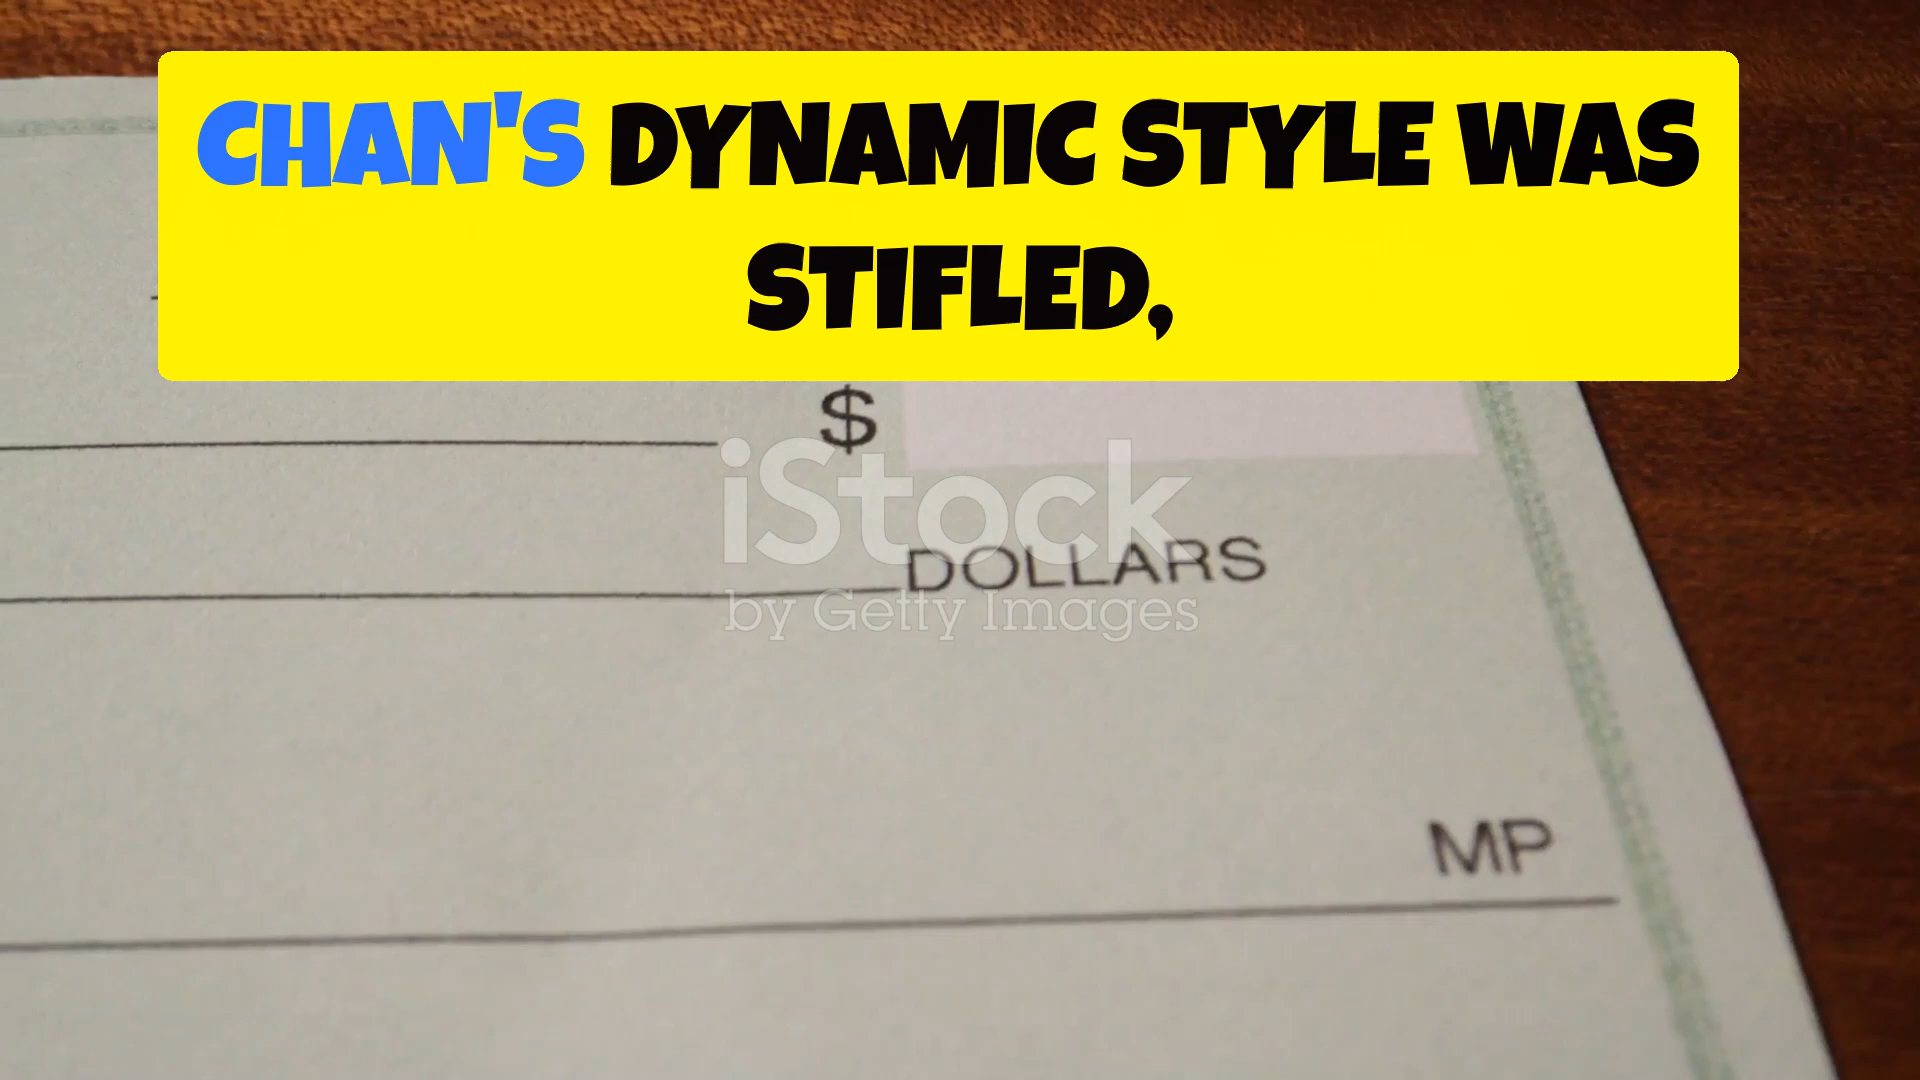 CHAN'S DYNAMIC STYLE WAS
STIFLED,
$
iStock
DOLLARS
by Getty Images
MP